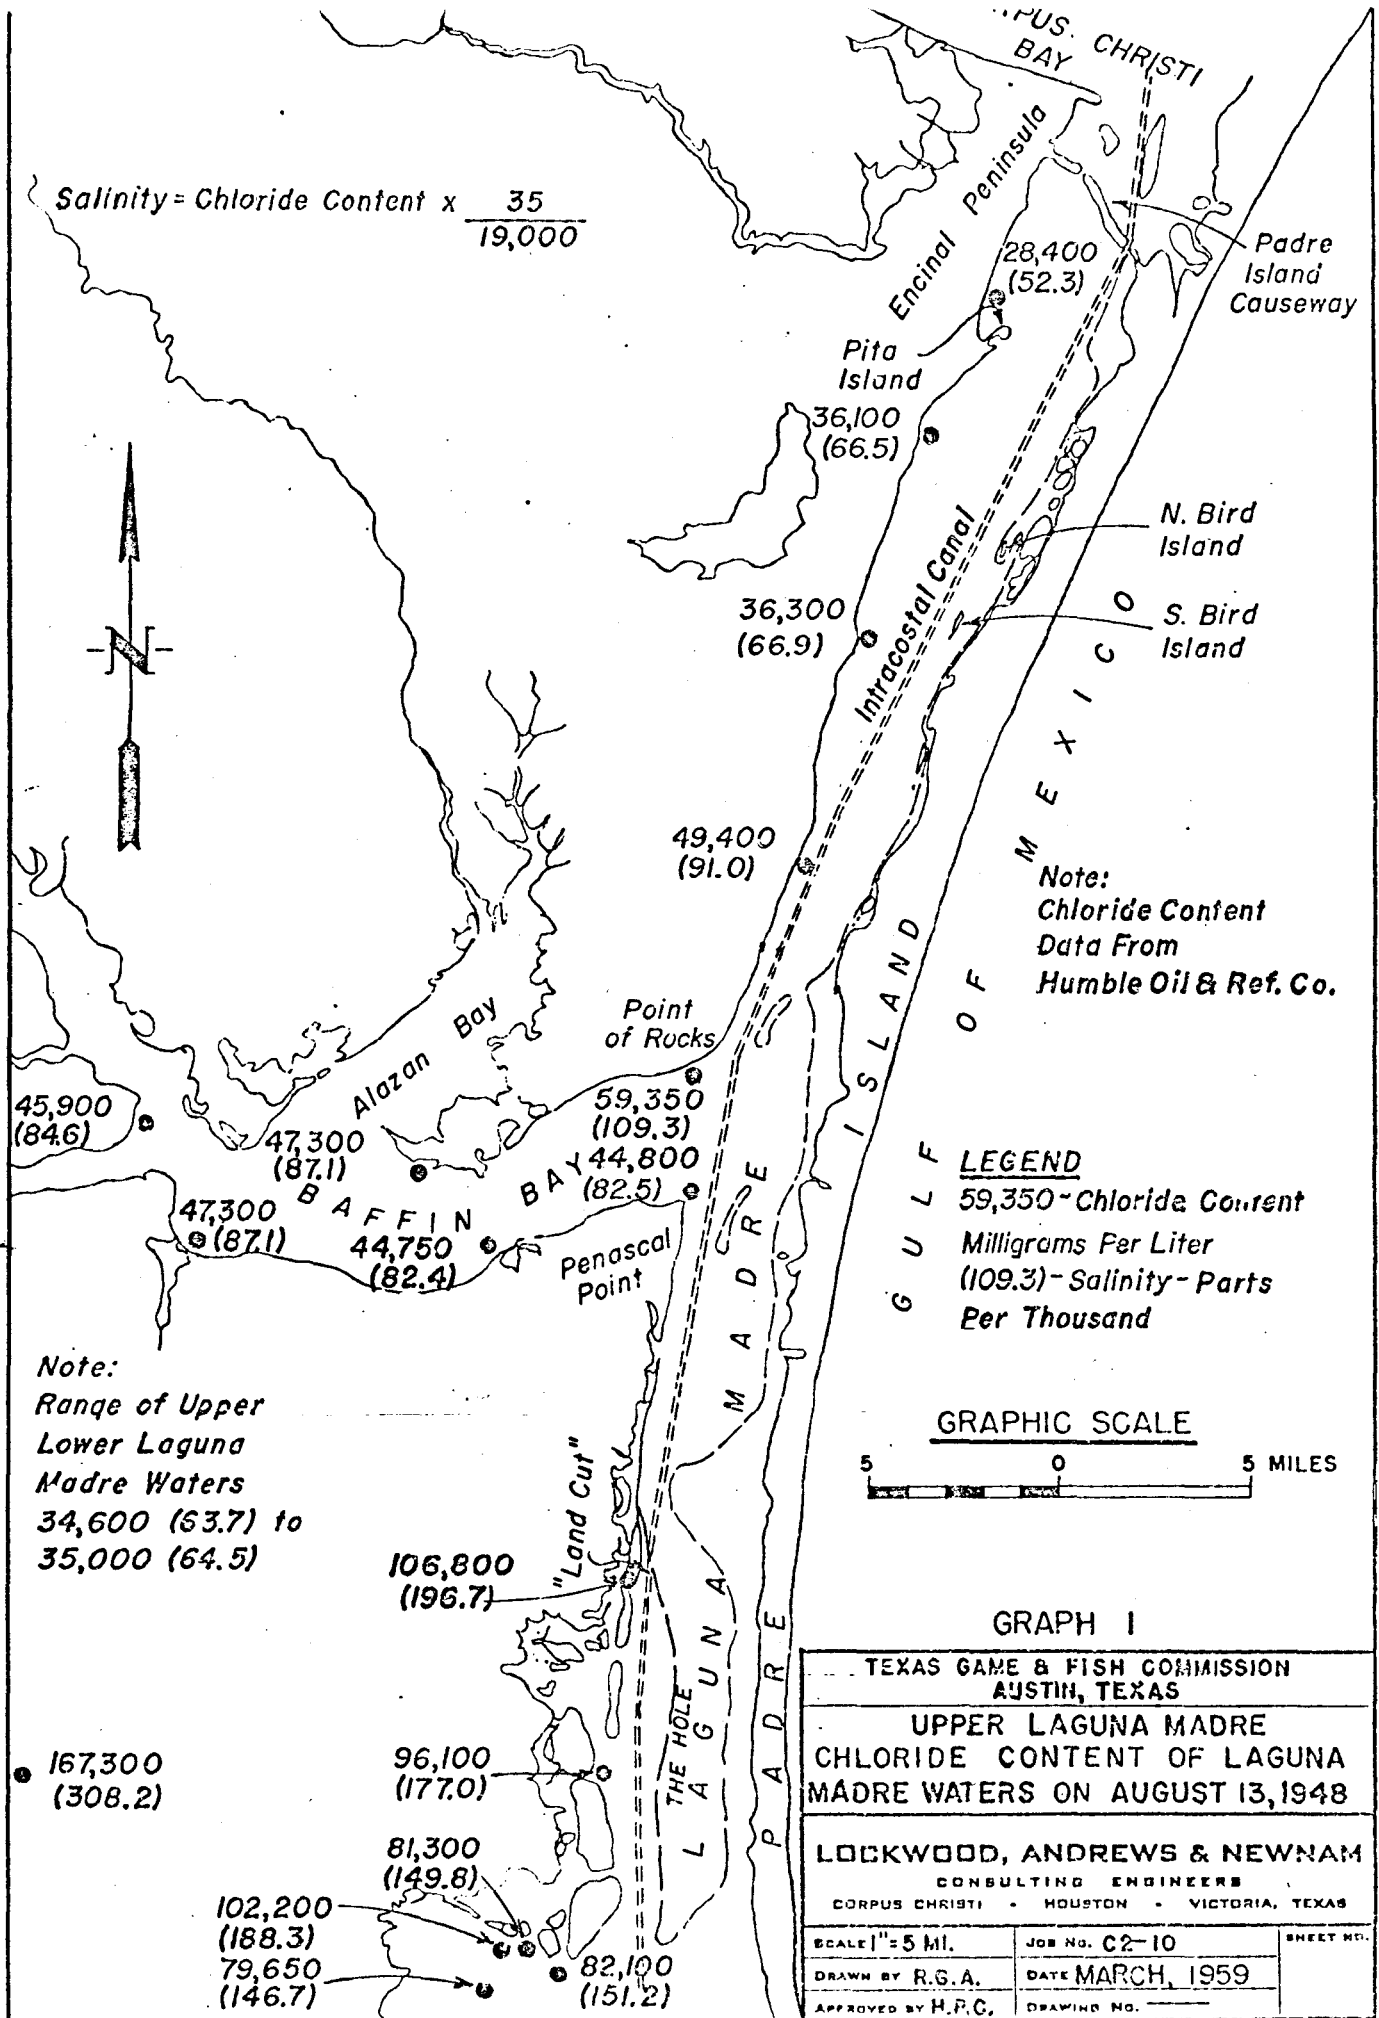 PUS CHRISTI
BAY
Salinity = Chloride Content x 35
19,000
Encinal Peninsula
28,400
(52.3)
Padre
Island
Causeway
Pita
Island
36,100
(66.5)
N. Bird
Island
Intracostal Canal
36,300
(66.9)
S. Bird
Island
N
GULF OF MEXICO
49,400
(91.0)
Note:
Chloride Content
Data From
Humble Oil & Ref. Co.
Point
of Rocks
Alazan Bay
45,900
(84.6)
59,350
(109.3)
47,300
(87.1)
44,800
(82.5)
BAFFIN BAY
47,300
(87.1)
44,750
(82.4)
Penascal
Point
LEGEND
59,350-Chloride Content
Milligrams Per Liter
(109.3)-Salinity-Parts
Per Thousand
Note:
Range of Upper
Lower Laguna
Madre Waters
34,600 (63.7) to
35,000 (64.5)
GRAPHIC SCALE
5 0 5 MILES
"Land Cut"
106,800
(196.7)
LAGUNA MADRE
PADRE ISLAND
THE HOLE
167,300
(308.2)
96,100
(177.0)
81,300
(149.8)
102,200
(188.3)
79,650
(146.7)
82,100
(151.2)
GRAPH 1
TEXAS GAME & FISH COMMISSION
AUSTIN, TEXAS
UPPER LAGUNA MADRE
CHLORIDE CONTENT OF LAGUNA
MADRE WATERS ON AUGUST 13, 1948
LOCKWOOD, ANDREWS & NEWNAM
CONSULTING ENGINEERS
CORPUS CHRISTI - HOUSTON - VICTORIA, TEXAS
SCALE 1"=5 MI. JOB NO. C2-10 SHEET NO.
DRAWN BY R.G.A. DATE MARCH, 1959
APPROVED BY H.P.C. DRAWING NO.